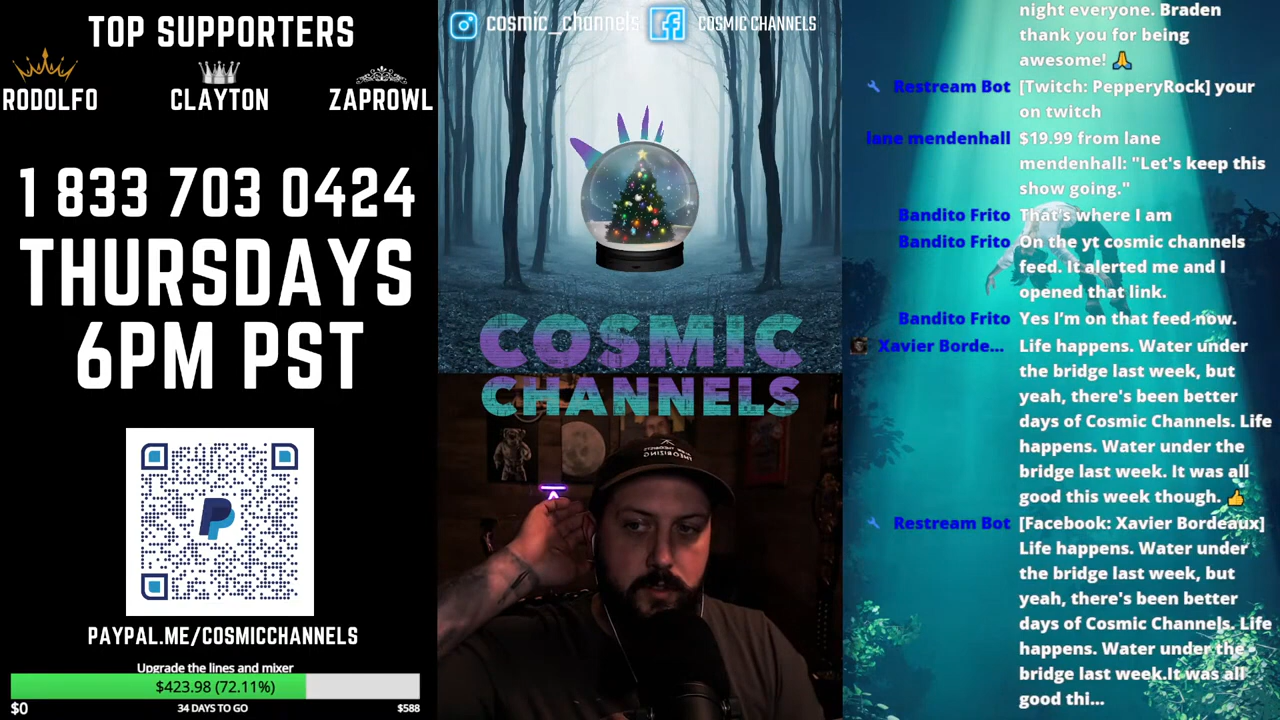 TOP SUPPORTERS
RODOLFO
CLAYTON
ZAPROWL
1 833 703 0424
THURSDAYS
6PM PST
PAYPAL.ME/COSMICCHANNELS
Upgrade the lines and mixer
$423.98 (72.11%)
$0
34 DAYS TO GO
$588
cosmic_channels
COSMIC CHANNELS
COSMIC
CHANNELS
night everyone. Braden
thank you for being
awesome! 🙏
Restream Bot [Twitch: PepperyRock] your
on twitch
lane mendenhall $19.99 from lane
mendenhall: "Let's keep this
show going."
Bandito Frito That's where I am
Bandito Frito On the yt cosmic channels
feed. It alerted me and I
opened that link.
Bandito Frito Yes I'm on that feed now.
Xavier Borde... Life happens. Water under
the bridge last week, but
yeah, there's been better
days of Cosmic Channels. Life
happens. Water under the
bridge last week. It was all
good this week though. 👍
Restream Bot [Facebook: Xavier Bordeaux]
Life happens. Water under
the bridge last week, but
yeah, there's been better
days of Cosmic Channels. Life
happens. Water under the
bridge last week.It was all
good thi...